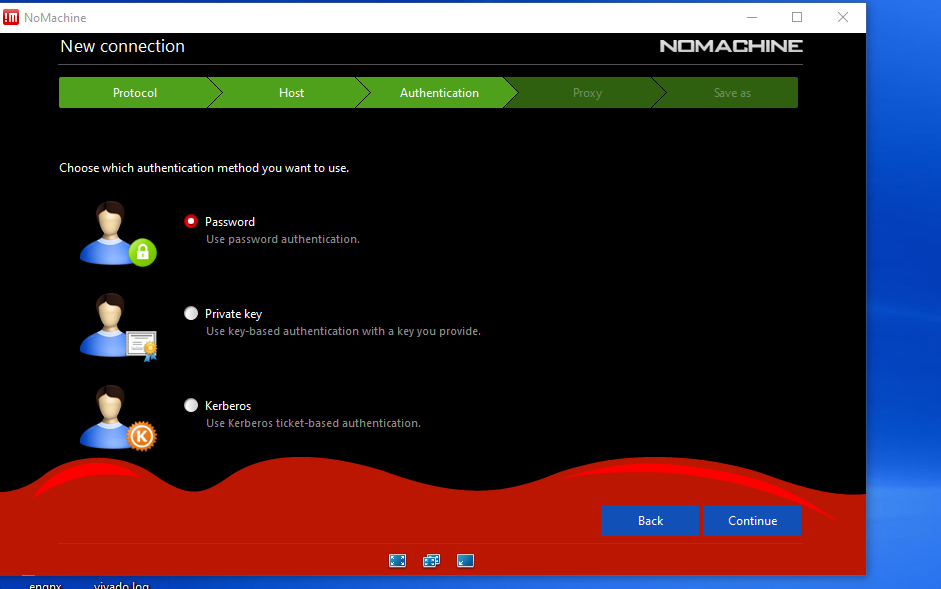 !M NoMachine
New connection
NOMACHINE
Protocol
Host
Authentication
Proxy
Save as
Choose which authentication method you want to use.
Password
Use password authentication.
Private key
Use key-based authentication with a key you provide.
K
Kerberos
Use Kerberos ticket-based authentication.
Back
Continue
engnx
vivado.log